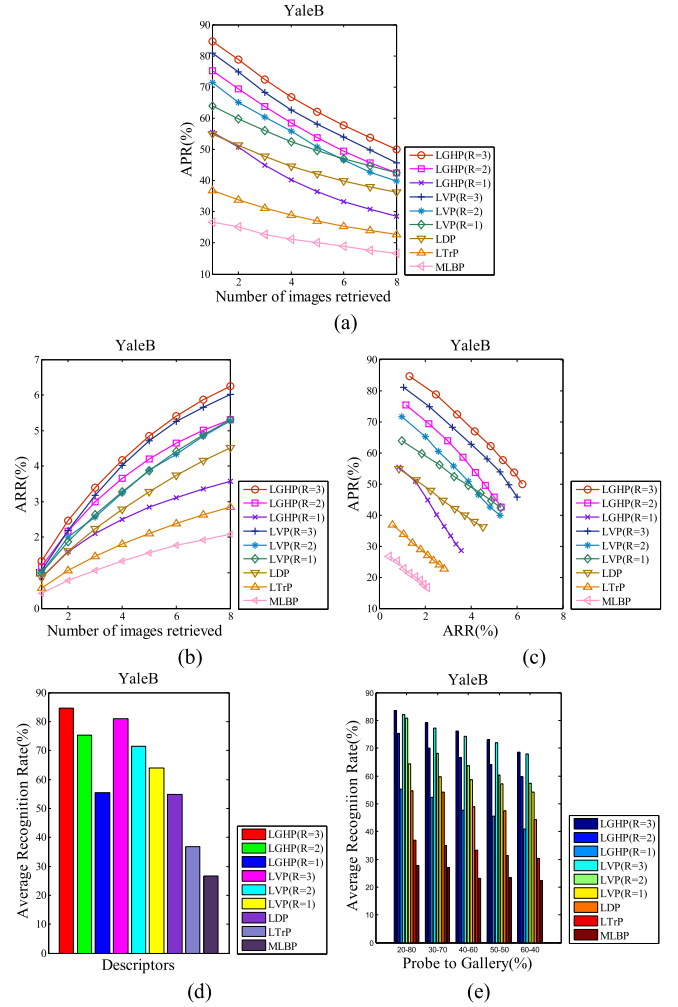 YaleB
90
80
70
60
50
40
30
20
10
APR(%)
2
4
6
8
Number of images retrieved
LGHP(R=3)
LGHP(R=2)
LGHP(R=1)
LVP(R=3)
LVP(R=2)
LVP(R=1)
LDP
LTrP
MLBP
(a)
YaleB
7
6
5
4
3
2
1
0
ARR(%)
2
4
6
8
Number of images retrieved
LGHP(R=3)
LGHP(R=2)
LGHP(R=1)
LVP(R=3)
LVP(R=2)
LVP(R=1)
LDP
LTrP
MLBP
(b)
YaleB
90
80
70
60
50
40
30
20
10
APR(%)
0
2
4
6
8
ARR(%)
LGHP(R=3)
LGHP(R=2)
LGHP(R=1)
LVP(R=3)
LVP(R=2)
LVP(R=1)
LDP
LTrP
MLBP
(c)
YaleB
90
80
70
60
50
40
30
20
10
0
Average Recognition Rate(%)
Descriptors
LGHP(R=3)
LGHP(R=2)
LGHP(R=1)
LVP(R=3)
LVP(R=2)
LVP(R=1)
LDP
LTrP
MLBP
(d)
YaleB
90
80
70
60
50
40
30
20
10
0
Average Recogniion Rate(%)
20-80
30-70
40-60
50-50
60-40
Probe to Gallery(%)
LGHP(R=3)
LGHP(R=2)
LGHP(R=1)
LVP(R=3)
LVP(R=2)
LVP(R=1)
LDP
LTrP
MLBP
(e)